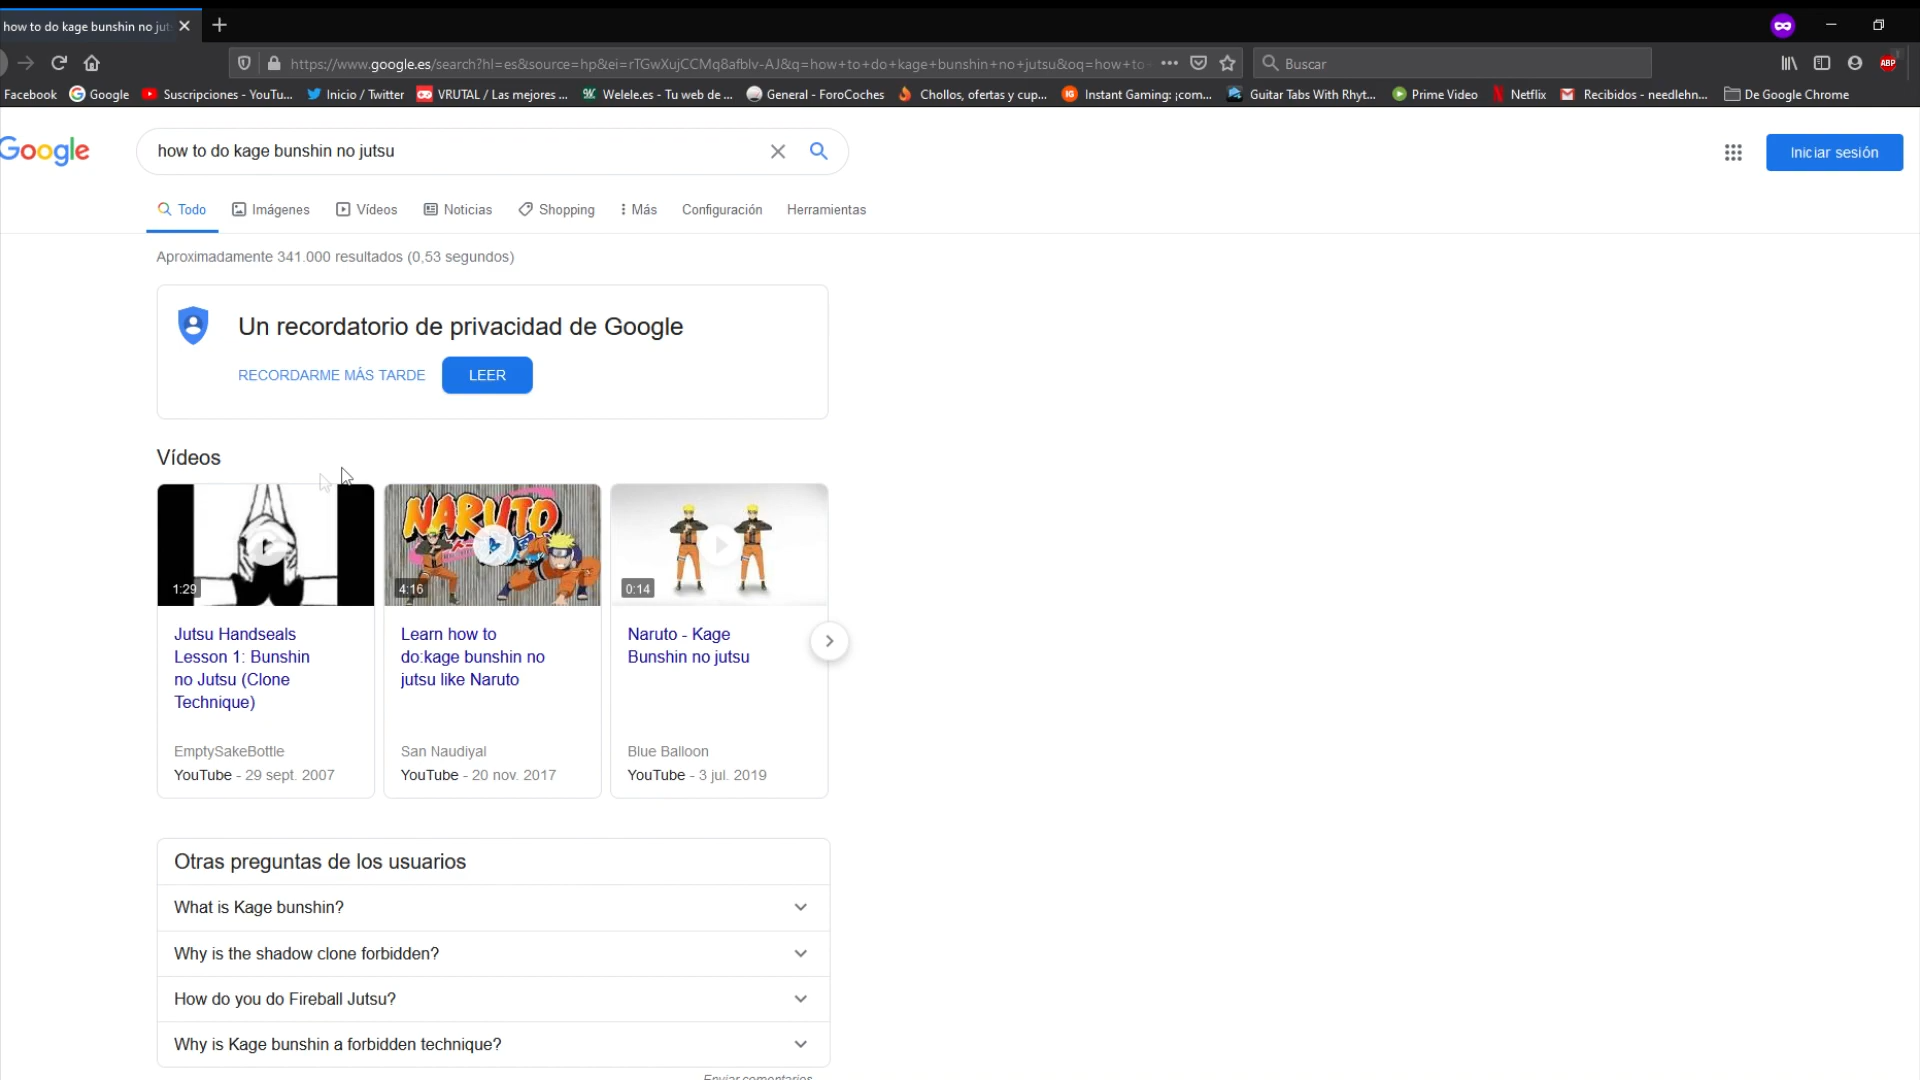 how to do kage bunshin no jut
https://www.google.es/search?hl=es&source=hp&ei=rTGwXujCCMq8afblv-AJ&q=how+to+do+kage+bunshin+no+jutsu&oq=how+to
Buscar
ABP
Facebook Google Suscripciones - YouTu... Inicio / Twitter VRUTAL / Las mejores ... Welele.es - Tu web de ... General - ForoCoches Chollos, ofertas y cup... Instant Gaming: ¡com... Guitar Tabs With Rhyt... Prime Video Netflix Recibidos - needlehn... De Google Chrome
Google
how to do kage bunshin no jutsu
Iniciar sesión
Todo Imágenes Vídeos Noticias Shopping Más Configuración Herramientas
Aproximadamente 341.000 resultados (0,53 segundos)
Un recordatorio de privacidad de Google
RECORDARME MÁS TARDE LEER
Vídeos
1:29
Jutsu Handseals
Lesson 1: Bunshin
no Jutsu (Clone
Technique)
EmptySakeBottle
YouTube - 29 sept. 2007
NARUTO
4:16
Learn how to
do:kage bunshin no
jutsu like Naruto
San Naudiyal
YouTube - 20 nov. 2017
0:14
Naruto - Kage
Bunshin no jutsu
Blue Balloon
YouTube - 3 jul. 2019
Otras preguntas de los usuarios
What is Kage bunshin?
Why is the shadow clone forbidden?
How do you do Fireball Jutsu?
Why is Kage bunshin a forbidden technique?
Enviar comentarios